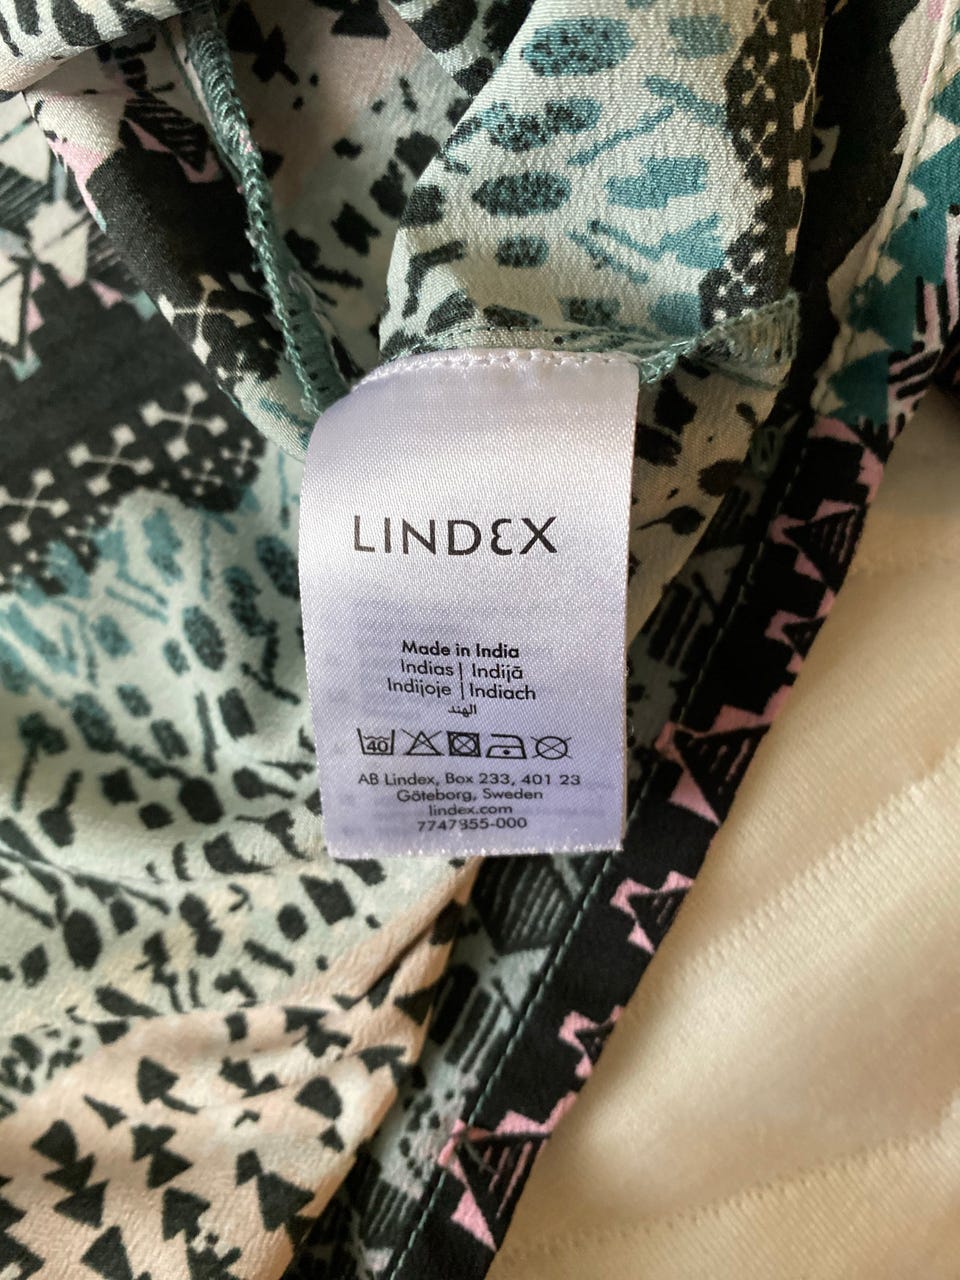 LINDEX
Made in India
Indias | Indijā
Indijoje | Indiach
الهند
40
AB Lindex, Box 233, 401 23
Göteborg, Sweden
lindex.com
7747855-000